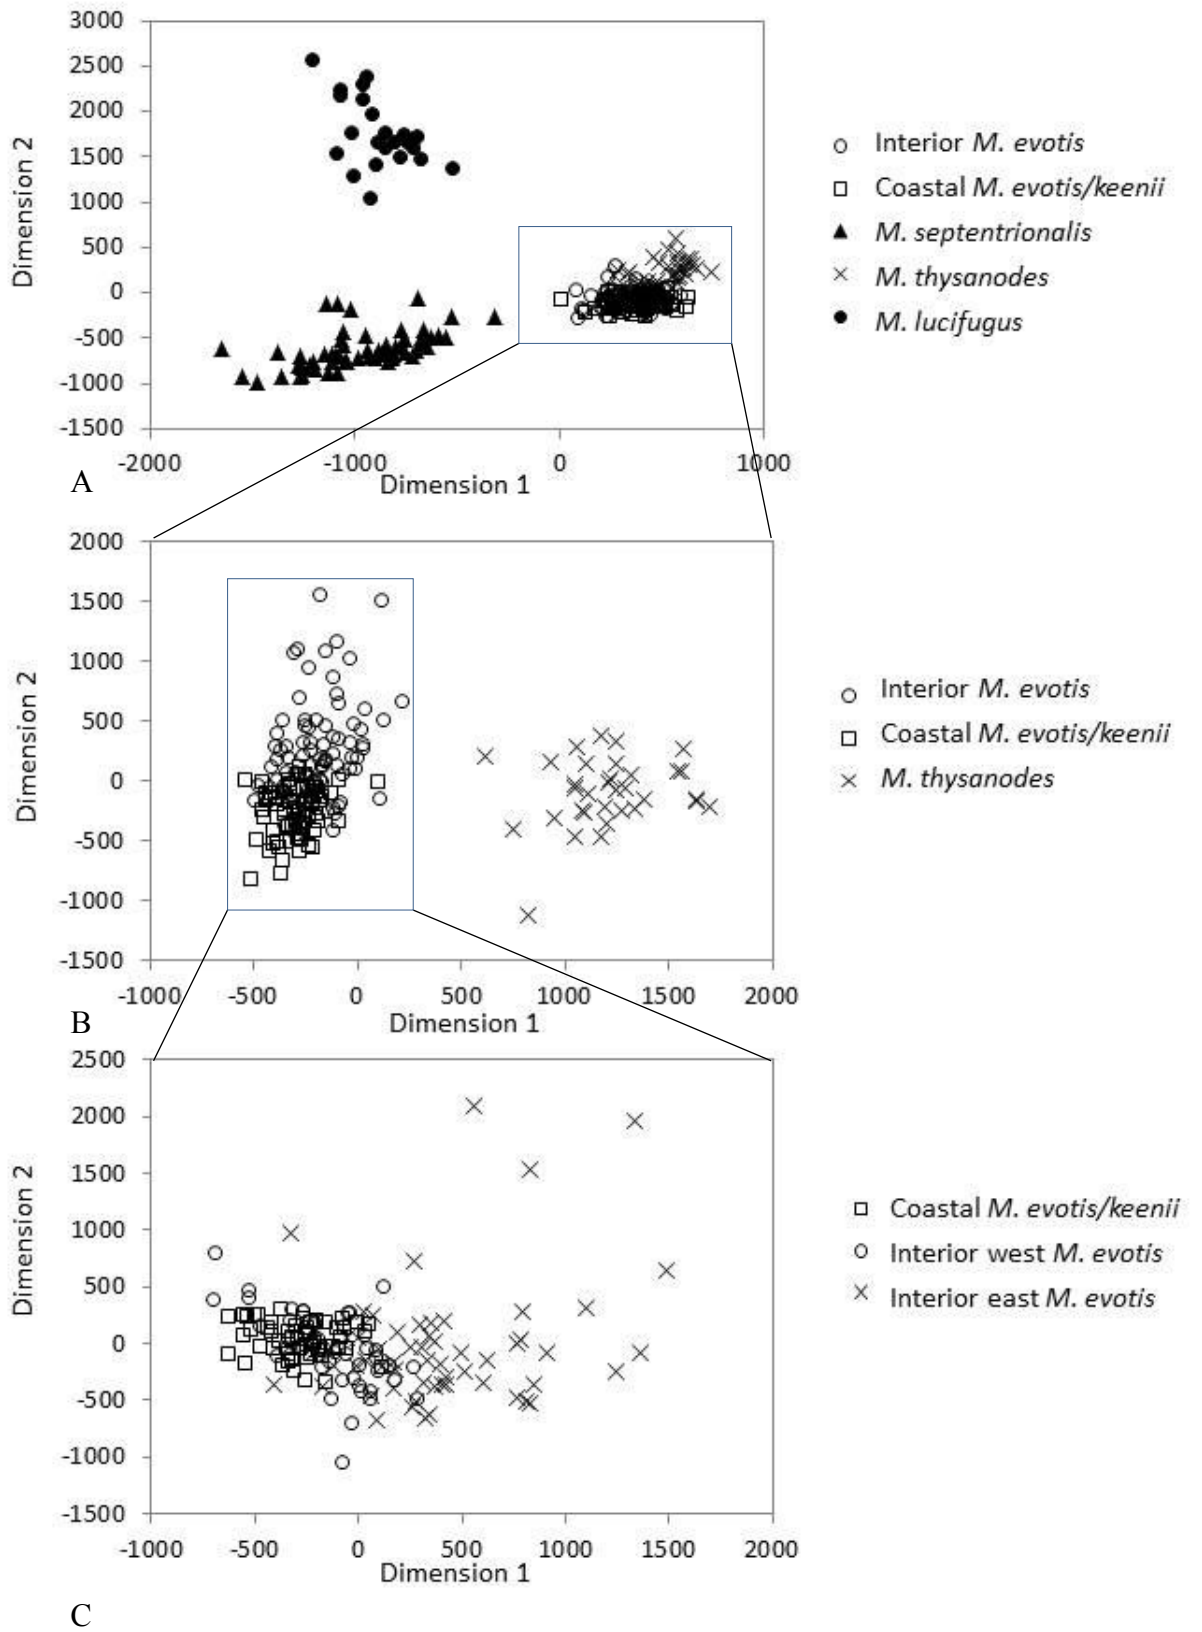 3000
2500
2000
1500
1000
500
0
-500
-1000
-1500
Dimension 2
-2000
-1000
0
1000
Dimension 1
A
Interior M. evotis
Coastal M. evotis/keenii
M. septentrionalis
M. thysanodes
M. lucifugus
2000
1500
1000
500
0
-500
-1000
-1500
Dimension 2
-1000
-500
0
500
1000
1500
2000
Dimension 1
B
Interior M. evotis
Coastal M. evotis/keenii
M. thysanodes
2500
2000
1500
1000
500
0
-500
-1000
-1500
Dimension 2
-1000
-500
0
500
1000
1500
2000
Dimension 1
C
Coastal M. evotis/keenii
Interior west M. evotis
Interior east M. evotis